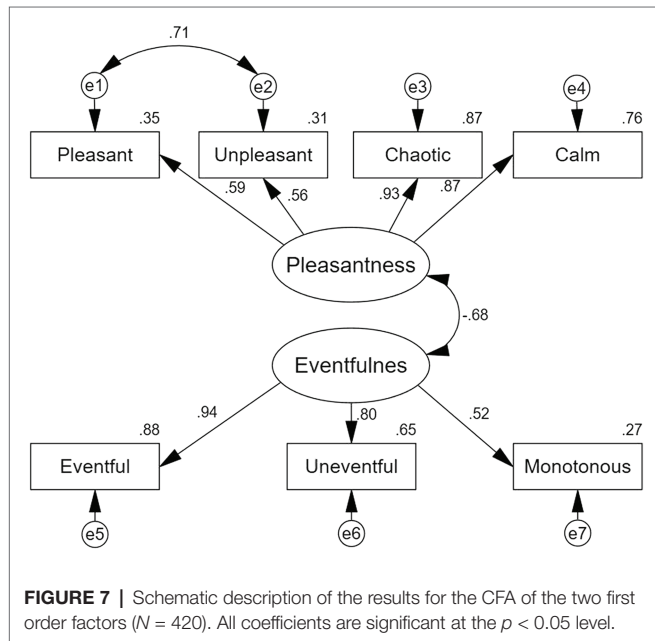 .71
e1 e2 e3 e4
.35 .31 .87 .76
Pleasant Unpleasant Chaotic Calm
.59 .56 .93 .87
Pleasantness
-.68
Eventfulnes
.94 .80 .52
.88 .65 .27
Eventful Uneventful Monotonous
e5 e6 e7
FIGURE 7 | Schematic description of the results for the CFA of the two first
order factors (N = 420). All coefficients are significant at the p < 0.05 level.